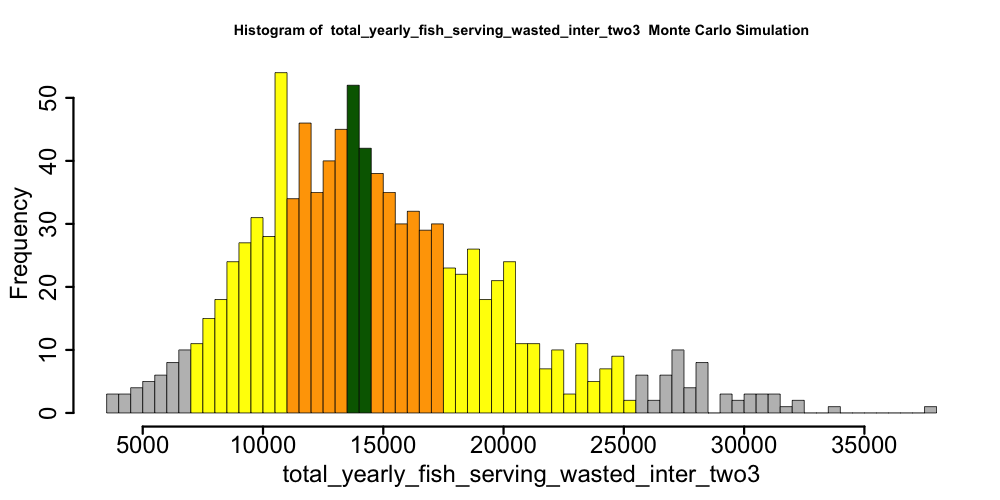 Histogram of total_yearly_fish_serving_wasted_inter_two3 Monte Carlo Simulation
Frequency
50
40
30
20
10
0
5000 10000 15000 20000 25000 30000 35000
total_yearly_fish_serving_wasted_inter_two3